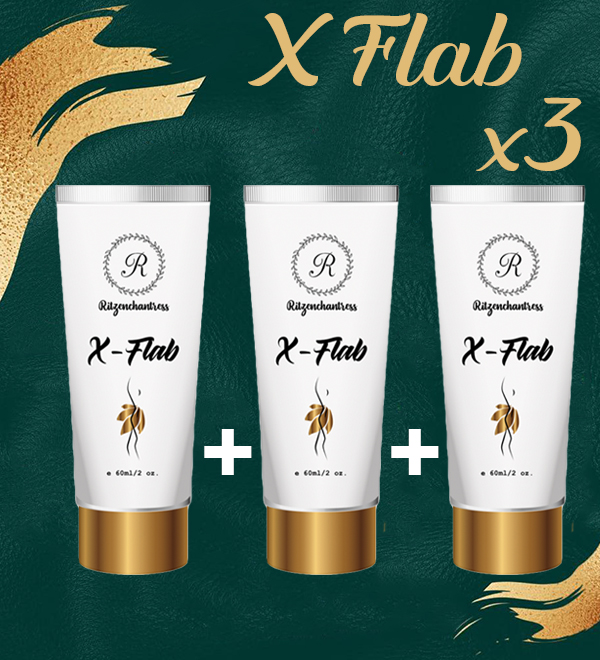 X Flab
x3
R
Ritzenchantress
X-Flab
e 60ml/2 oz.
R
Ritzenchantress
X-Flab
e 60ml/2 oz.
R
Ritzenchantress
X-Flab
e 60ml/2 oz.
+
+